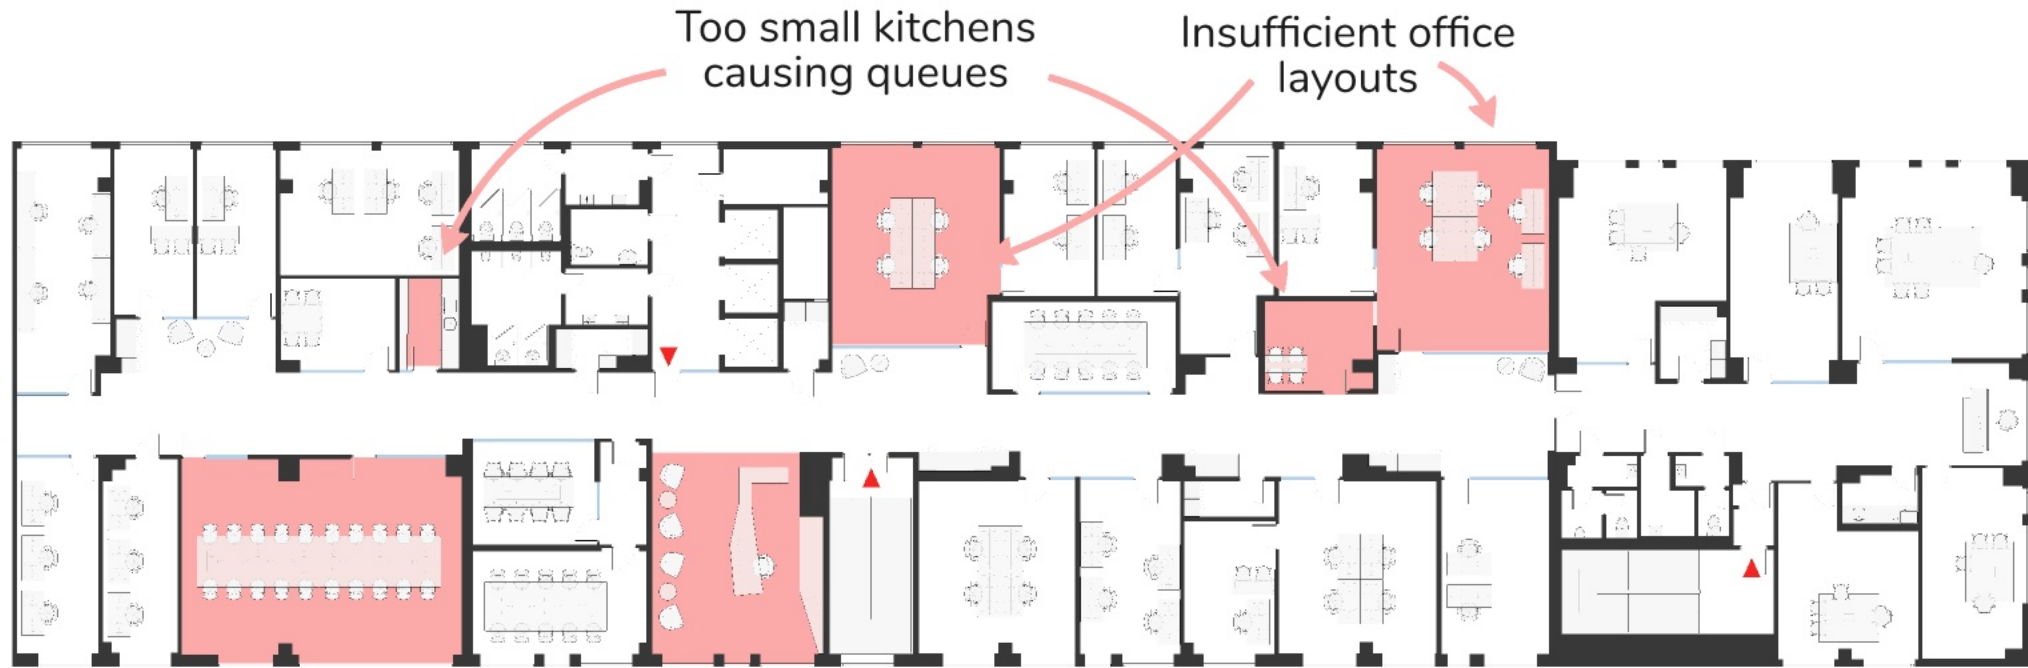 Too small kitchens
causing queues
Insufficient office
layouts